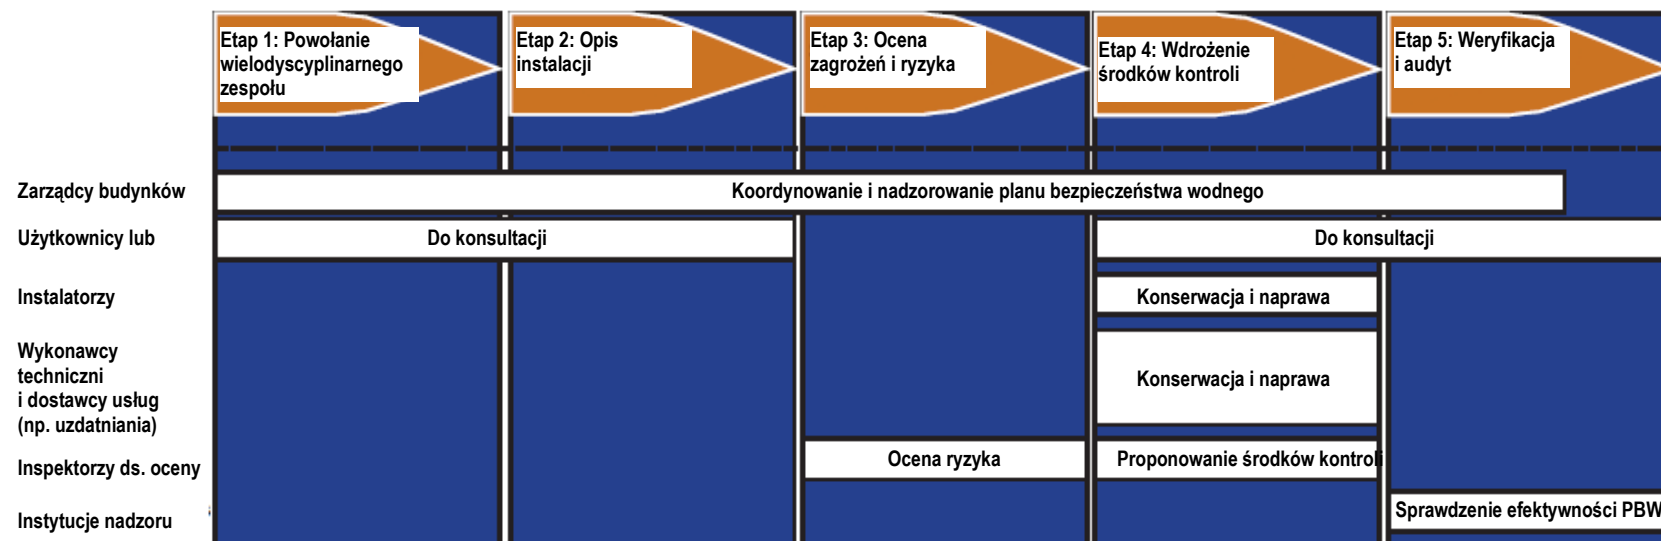 Etap 1: Powołanie
wielodyscyplinarnego
zespołu
Etap 2: Opis
instalacji
Etap 3: Ocena
zagrożeń i ryzyka
Etap 4: Wdrożenie
środków kontroli
Etap 5: Weryfikacja
i audyt
Zarządcy budynków
Koordynowanie i nadzorowanie planu bezpieczeństwa wodnego
Użytkownicy lub
Do konsultacji
Do konsultacji
Instalatorzy
Konserwacja i naprawa
Wykonawcy
techniczni
i dostawcy usług
(np. uzdatniania)
Konserwacja i naprawa
Inspektorzy ds. oceny
Ocena ryzyka
Proponowanie środków kontroli
Instytucje nadzoru
Sprawdzenie efektywności PBW